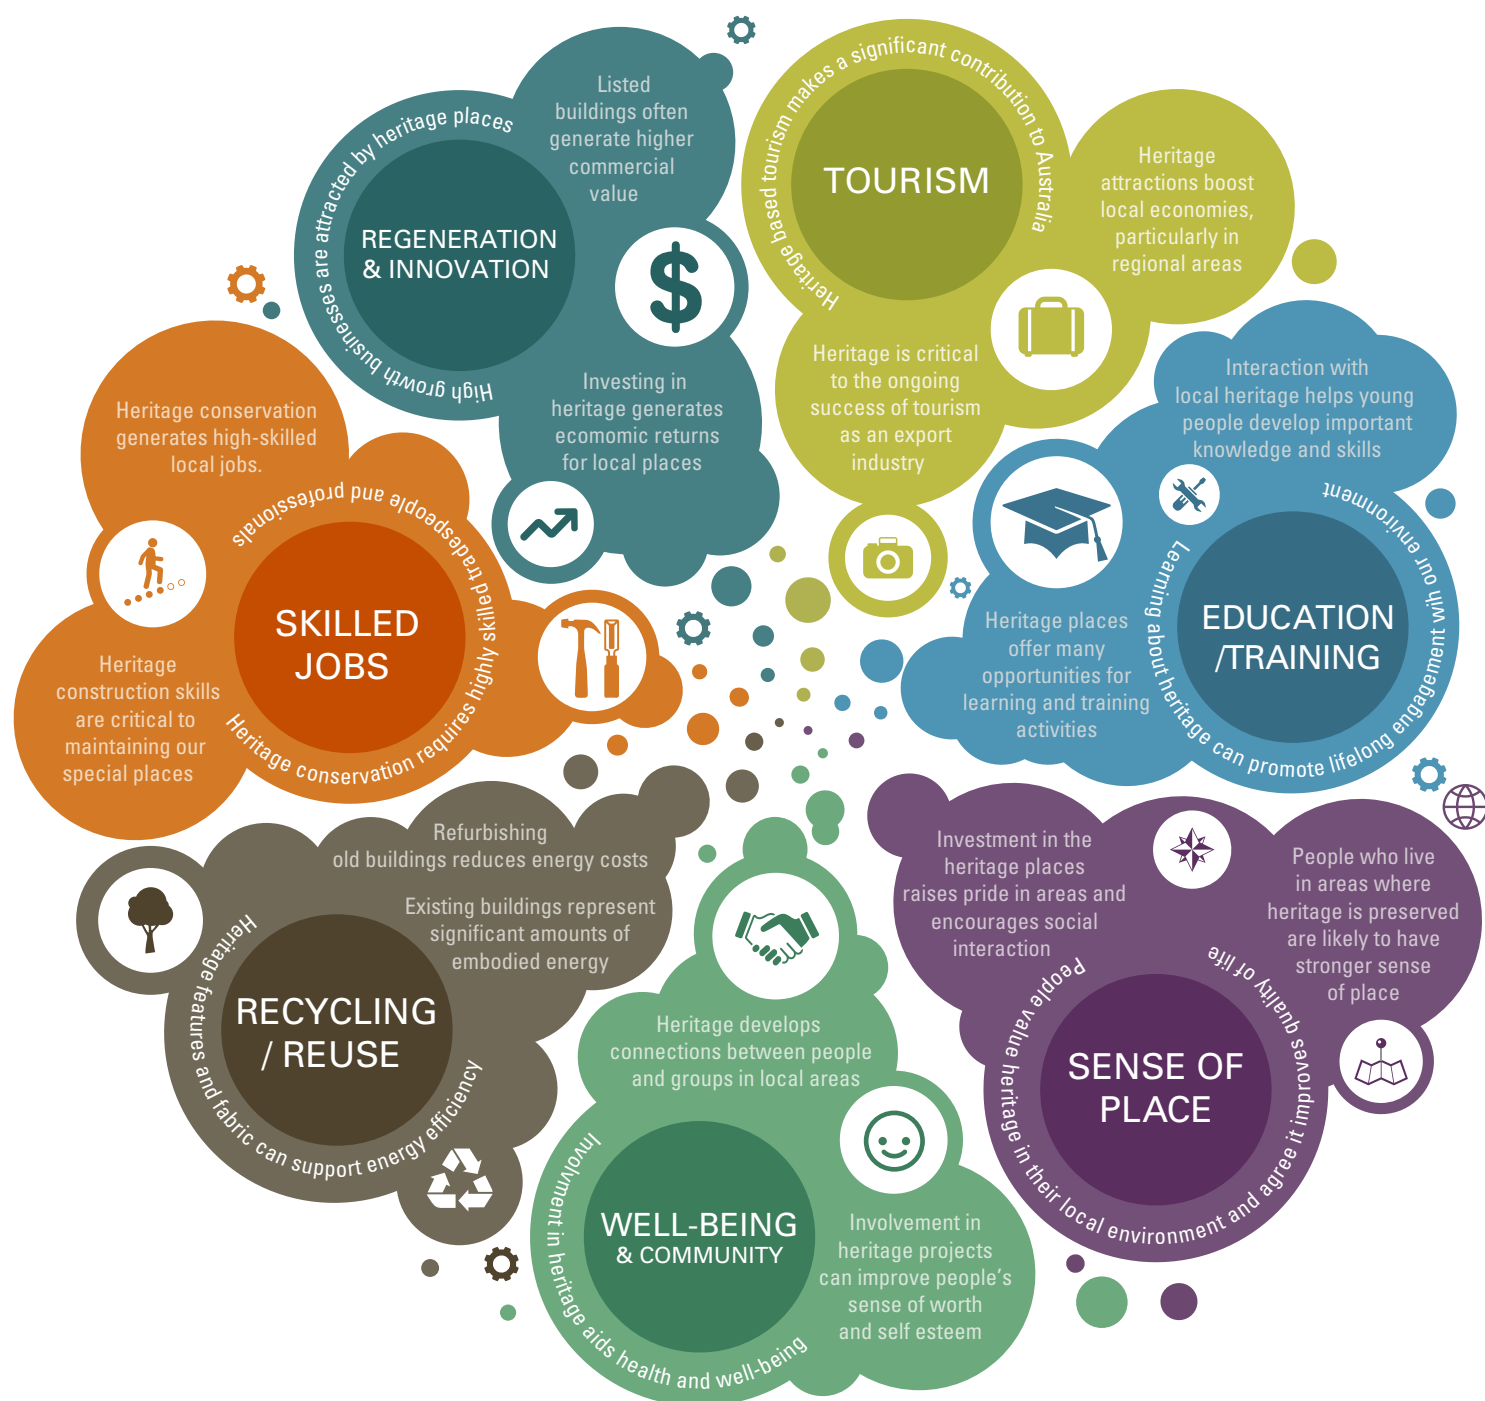 High growth businesses are attracted by heritage places
REGENERATION
& INNOVATION
Listed
buildings often
generate higher
commercial
value
$
Investing in
heritage generates
ecomomic returns
for local places
Heritage based tourism makes a significant contribution to Australia
TOURISM
Heritage
attractions boost
local economies,
particularly in
regional areas
Heritage is critical
to the ongoing
success of tourism
as an export
industry
Interaction with
local heritage helps young
people develop important
knowledge and skills
Learning about heritage can promote lifelong engagement with our environment
EDUCATION
/TRAINING
Heritage places
offer many
opportunities for
learning and training
activities
Heritage conservation
generates high-skilled
local jobs.
Heritage conservation requires highly skilled tradespeople and professionals
SKILLED
JOBS
Heritage
construction skills
are critical to
maintaining our
special places
Refurbishing
old buildings reduces energy costs
Existing buildings represent
significant amounts of
embodied energy
Heritage features and fabric can support energy efficiency
RECYCLING
/ REUSE
Heritage develops
connections between people
and groups in local areas
Involvment in heritage aids health and well-being
WELL-BEING
& COMMUNITY
Involvement in
heritage projects
can improve people's
sense of worth
and self esteem
Investment in the
heritage places
raises pride in areas and
encourages social
interaction
People who live
in areas where
heritage is preserved
are likely to have
stronger sense
of place
People value heritage in their local environment and agree it improves quality of life
SENSE OF
PLACE